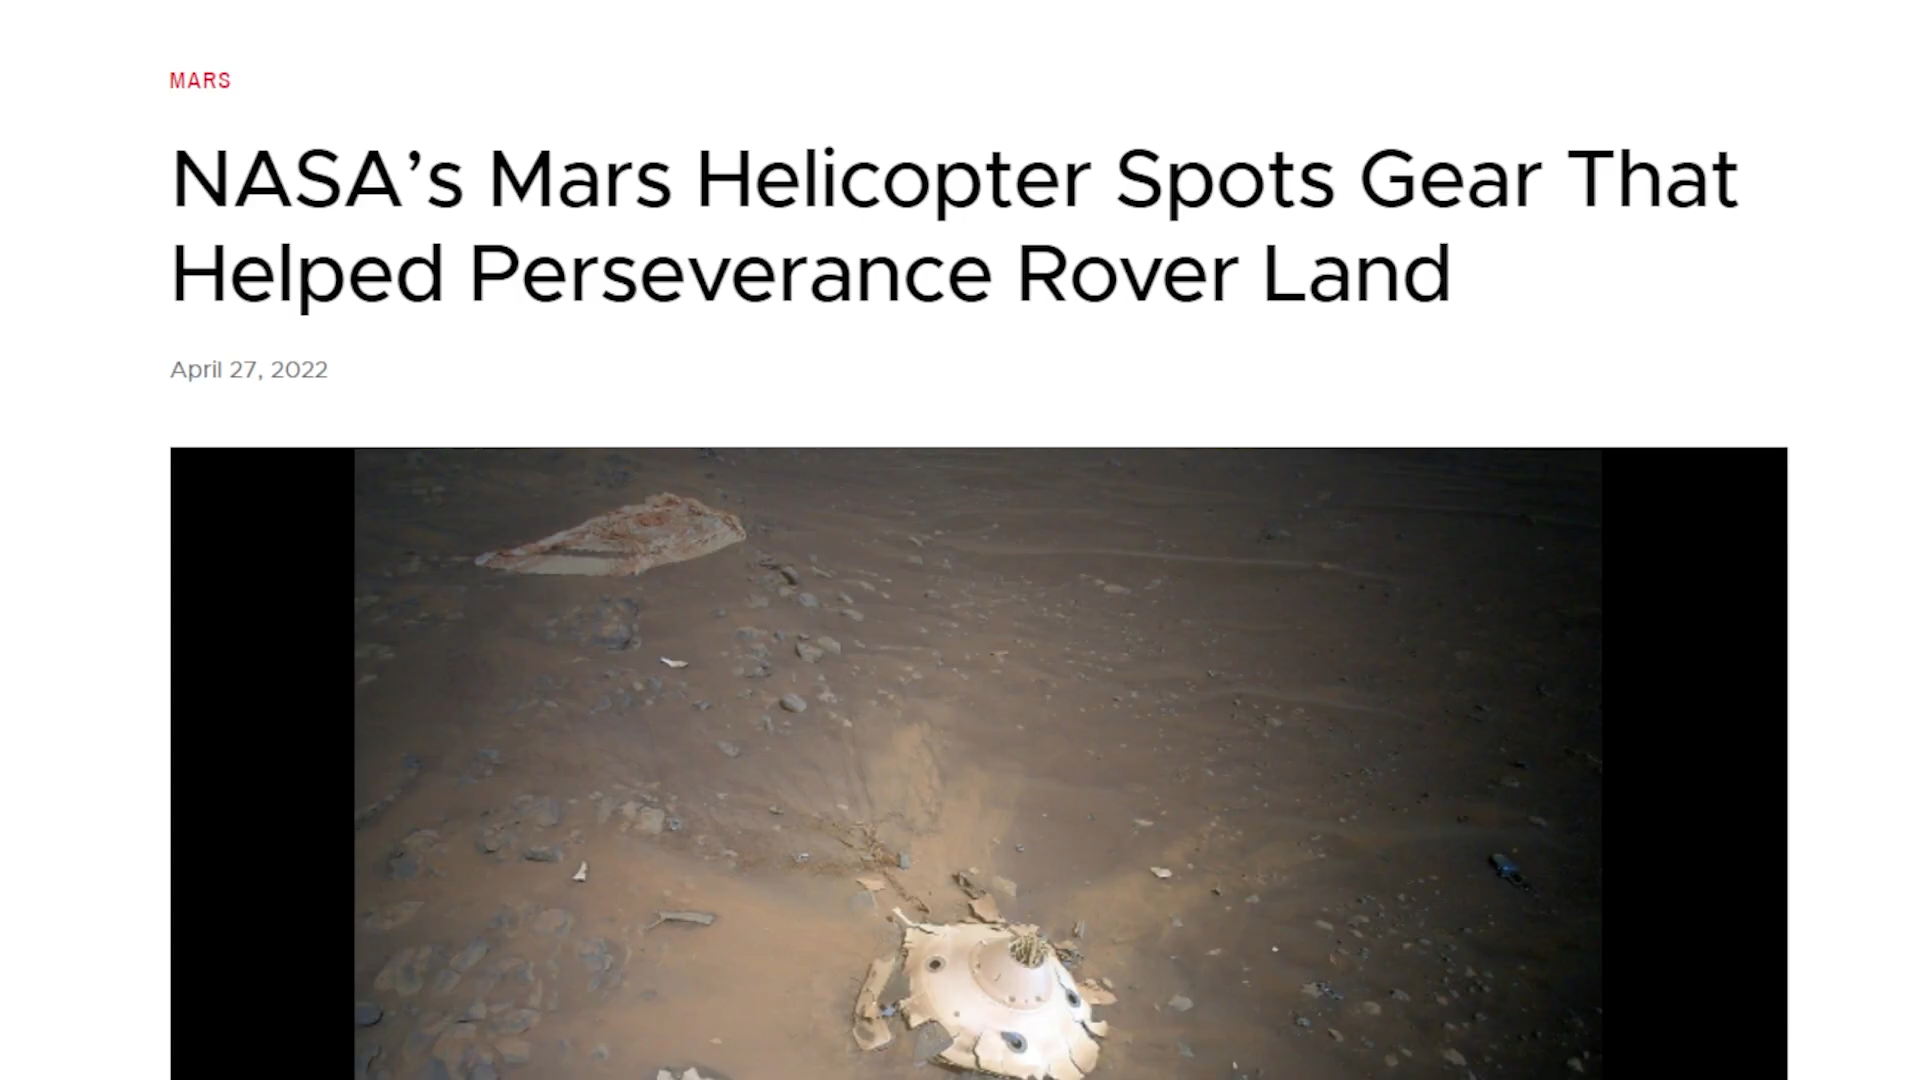 MARS
NASA’s Mars Helicopter Spots Gear That
Helped Perseverance Rover Land
April 27, 2022